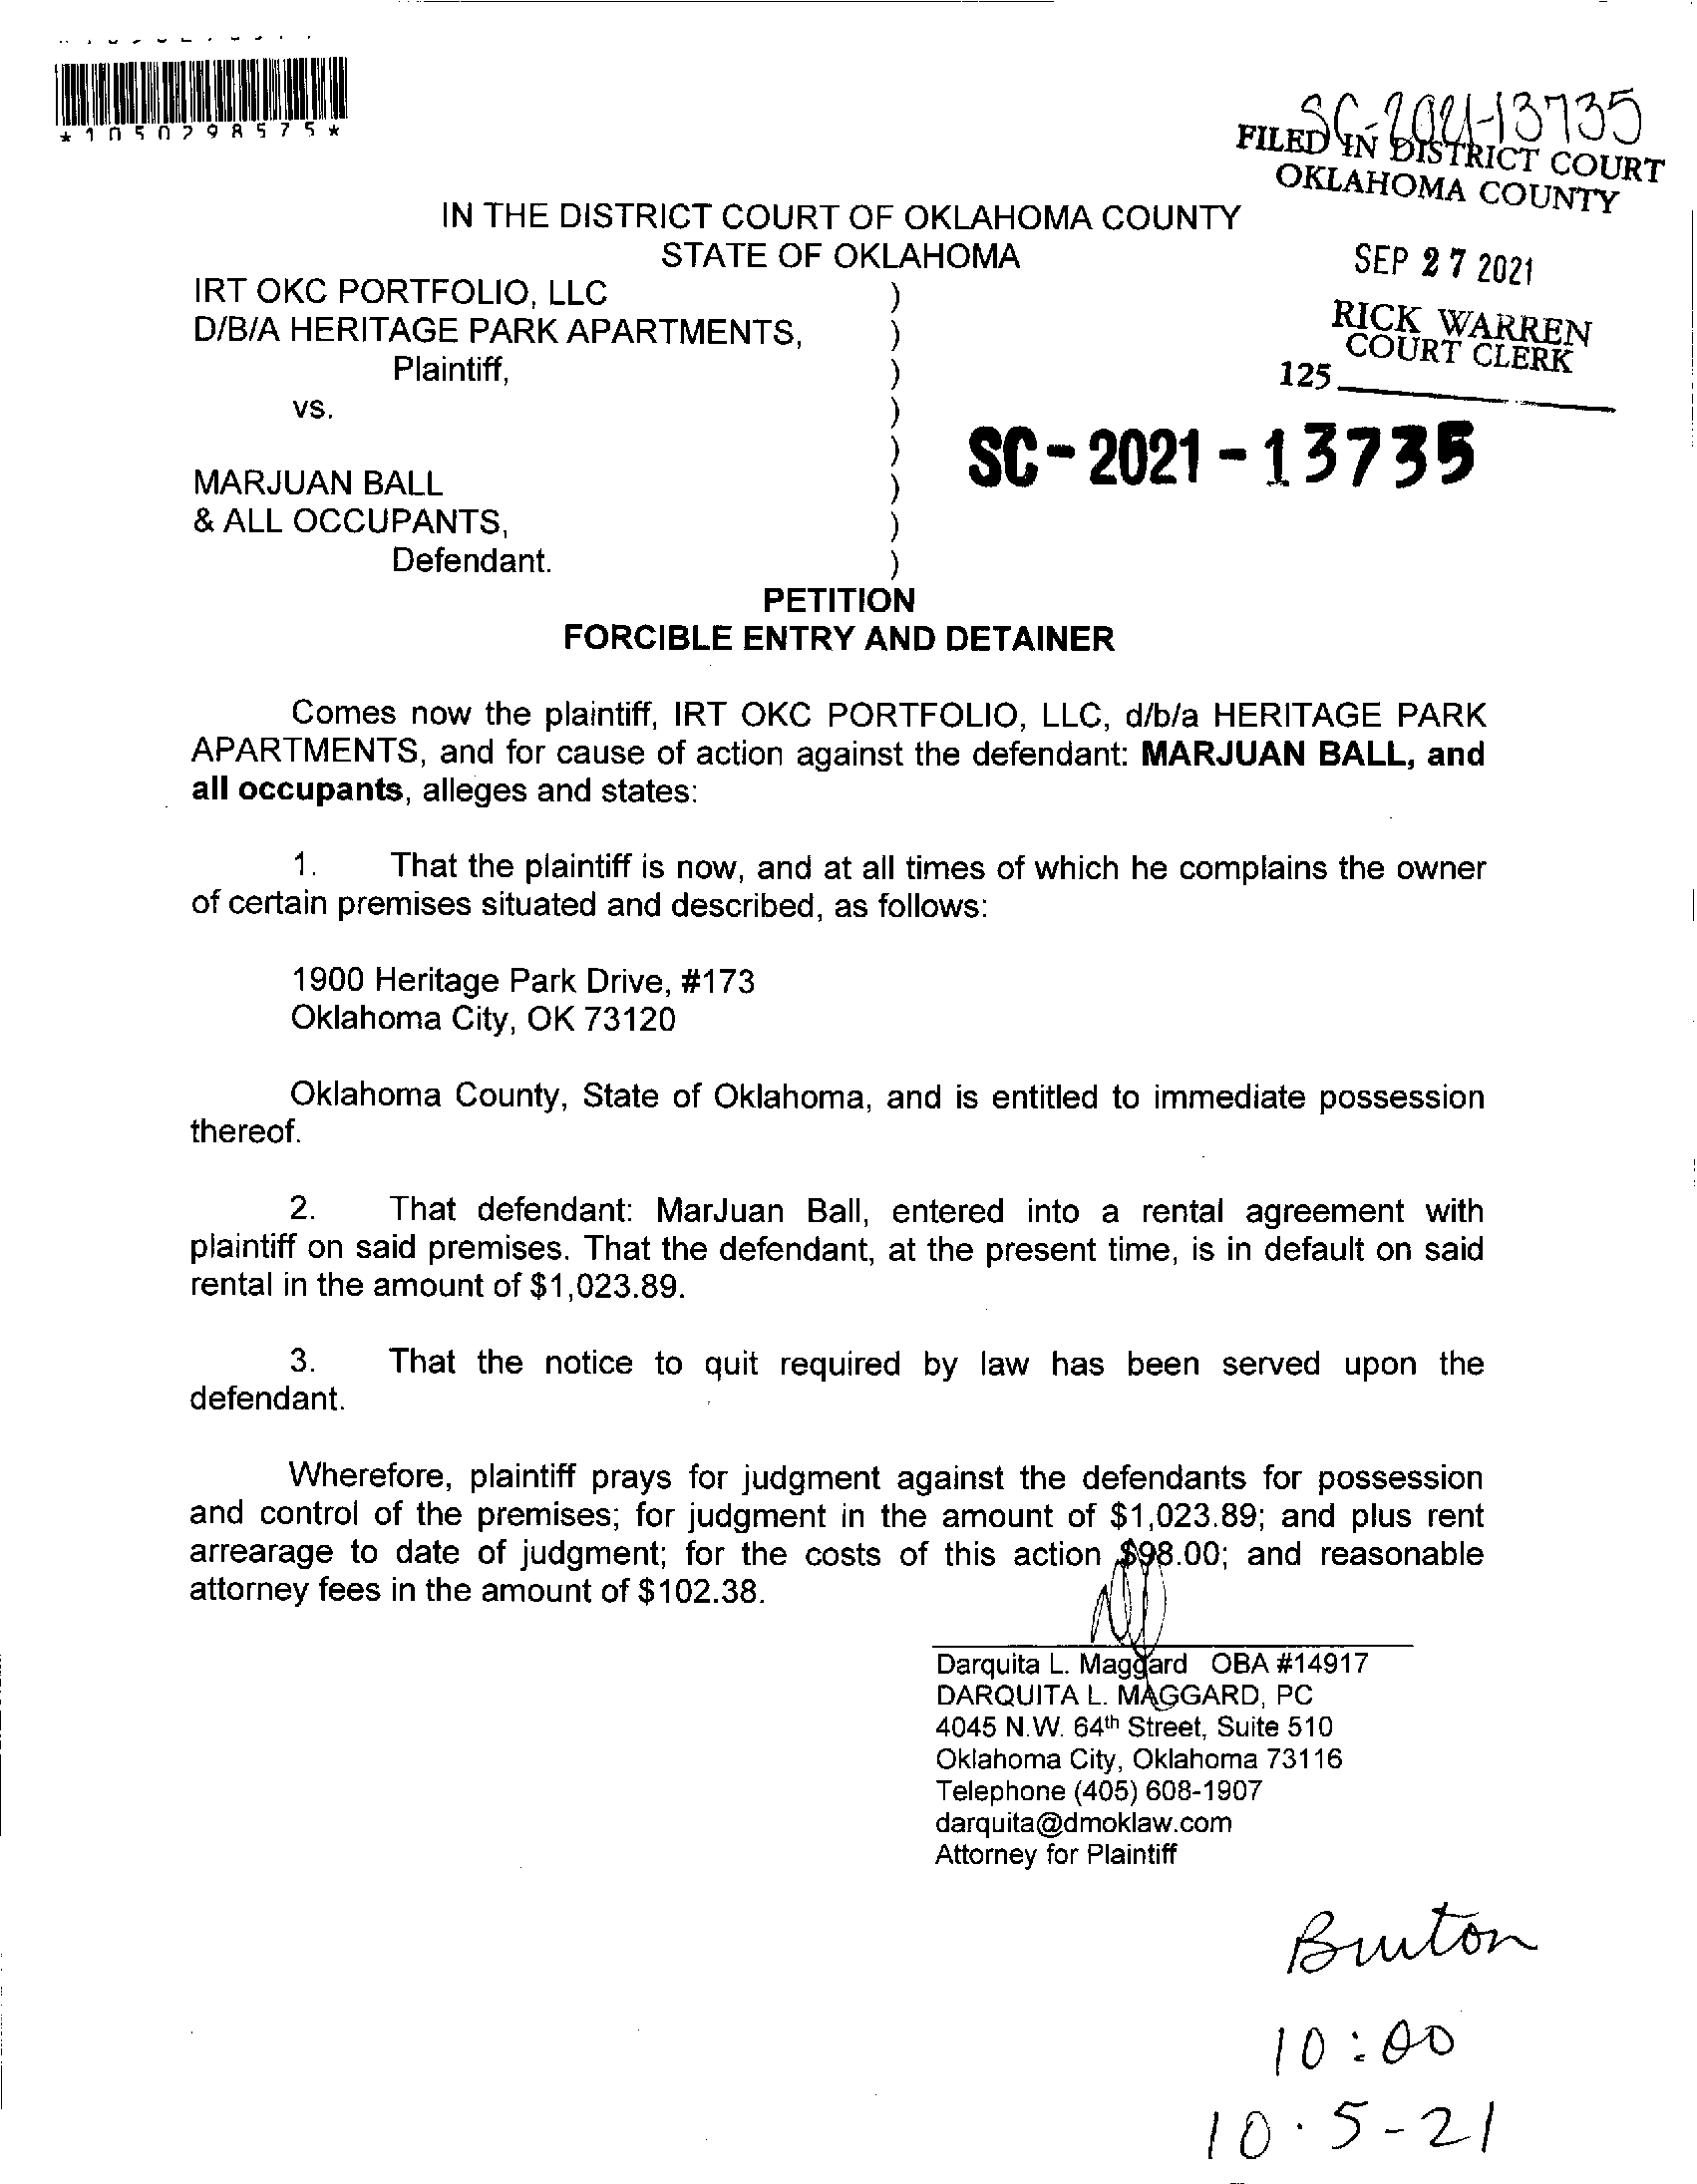 *1050298575*
SC-2021-13735
FILED IN DISTRICT COURT
OKLAHOMA COUNTY
IN THE DISTRICT COURT OF OKLAHOMA COUNTY
STATE OF OKLAHOMA
SEP 27 2021
IRT OKC PORTFOLIO, LLC )
D/B/A HERITAGE PARK APARTMENTS, )
RICK WARREN
COURT CLERK
Plaintiff, )
125
vs. )
)
SC-2021-13735
MARJUAN BALL )
& ALL OCCUPANTS, )
Defendant. )
PETITION
FORCIBLE ENTRY AND DETAINER
Comes now the plaintiff, IRT OKC PORTFOLIO, LLC, d/b/a HERITAGE PARK
APARTMENTS, and for cause of action against the defendant: MARJUAN BALL, and
all occupants, alleges and states:
1. That the plaintiff is now, and at all times of which he complains the owner
of certain premises situated and described, as follows:
1900 Heritage Park Drive, #173
Oklahoma City, OK 73120
Oklahoma County, State of Oklahoma, and is entitled to immediate possession
thereof.
2. That defendant: MarJuan Ball, entered into a rental agreement with
plaintiff on said premises. That the defendant, at the present time, is in default on said
rental in the amount of $1,023.89.
3. That the notice to quit required by law has been served upon the
defendant.
Wherefore, plaintiff prays for judgment against the defendants for possession
and control of the premises; for judgment in the amount of $1,023.89; and plus rent
arrearage to date of judgment; for the costs of this action $98.00; and reasonable
attorney fees in the amount of $102.38.
Darquita L. Maggard OBA #14917
DARQUITA L. MAGGARD, PC
4045 N.W. 64th Street, Suite 510
Oklahoma City, Oklahoma 73116
Telephone (405) 608-1907
darquita@dmoklaw.com
Attorney for Plaintiff
Burton
10:00
10-5-21